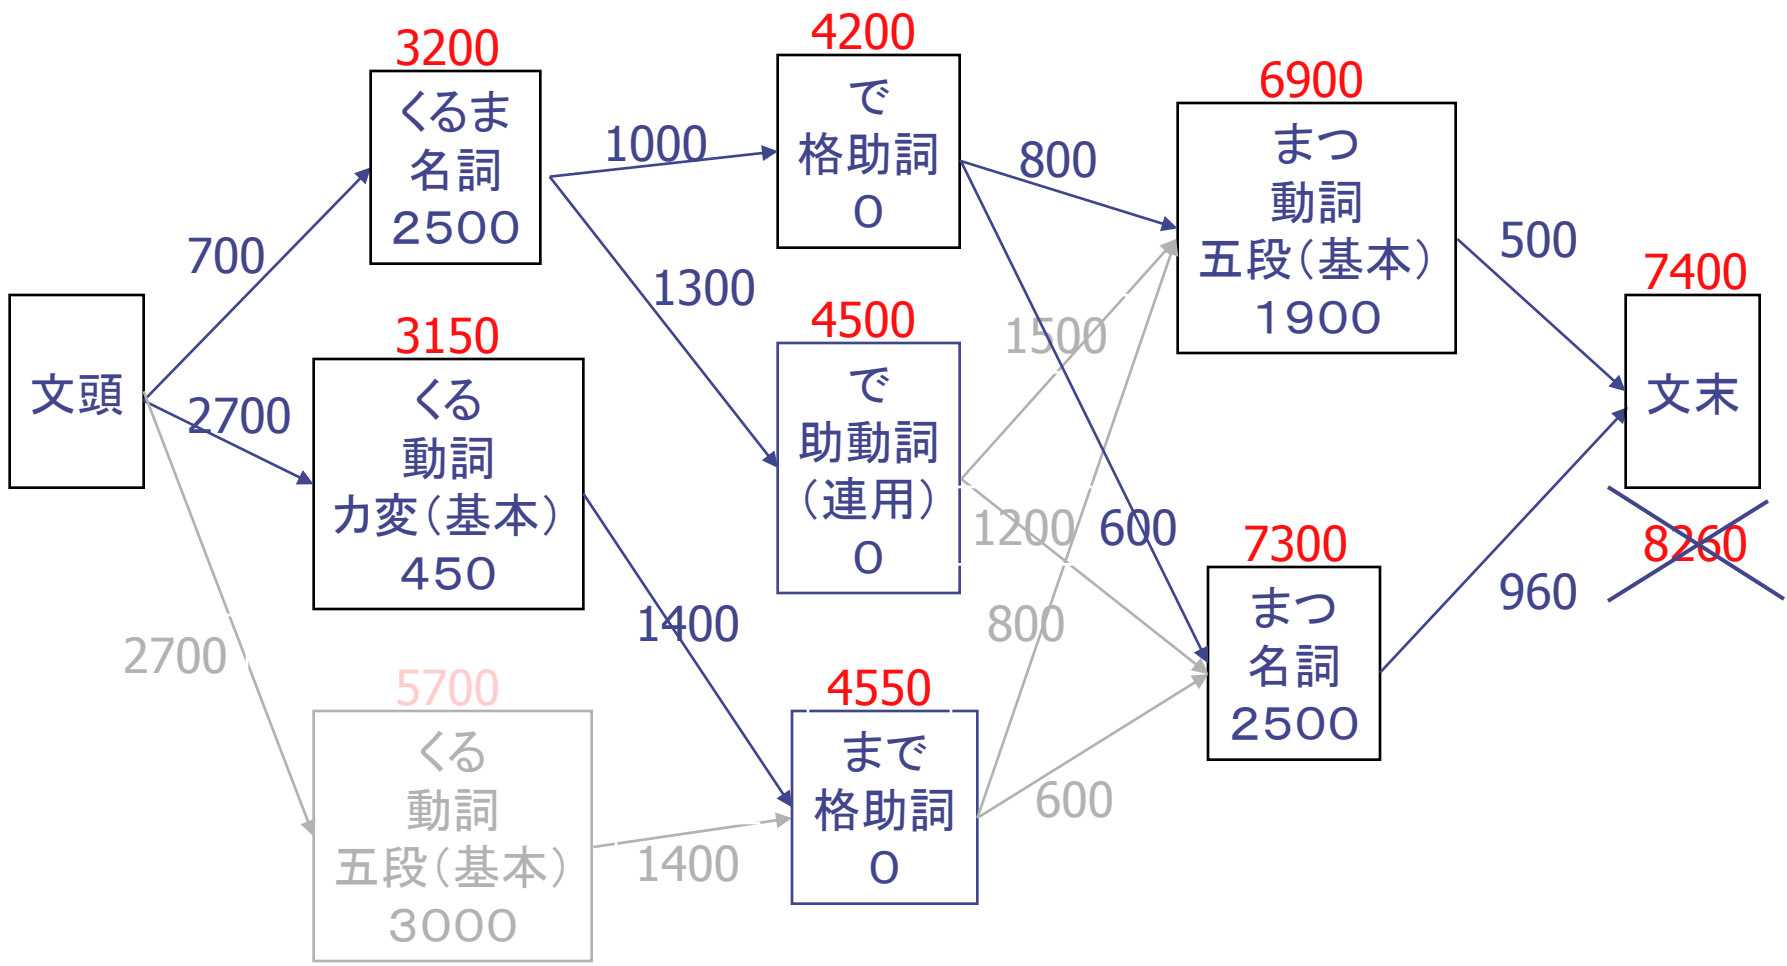 文頭
700
2700
2700
3200
くるま
名詞
２５００
3150
くる
動詞
カ変（基本）
４５０
5700
くる
動詞
五段（基本）
３０００
1000
1300
1400
1400
4200
で
格助詞
０
4500
で
助動詞
（連用）
０
4550
まで
格助詞
０
800
1500
1200
600
800
600
6900
まつ
動詞
五段（基本）
１９００
7300
まつ
名詞
２５００
500
960
7400
文末
8260